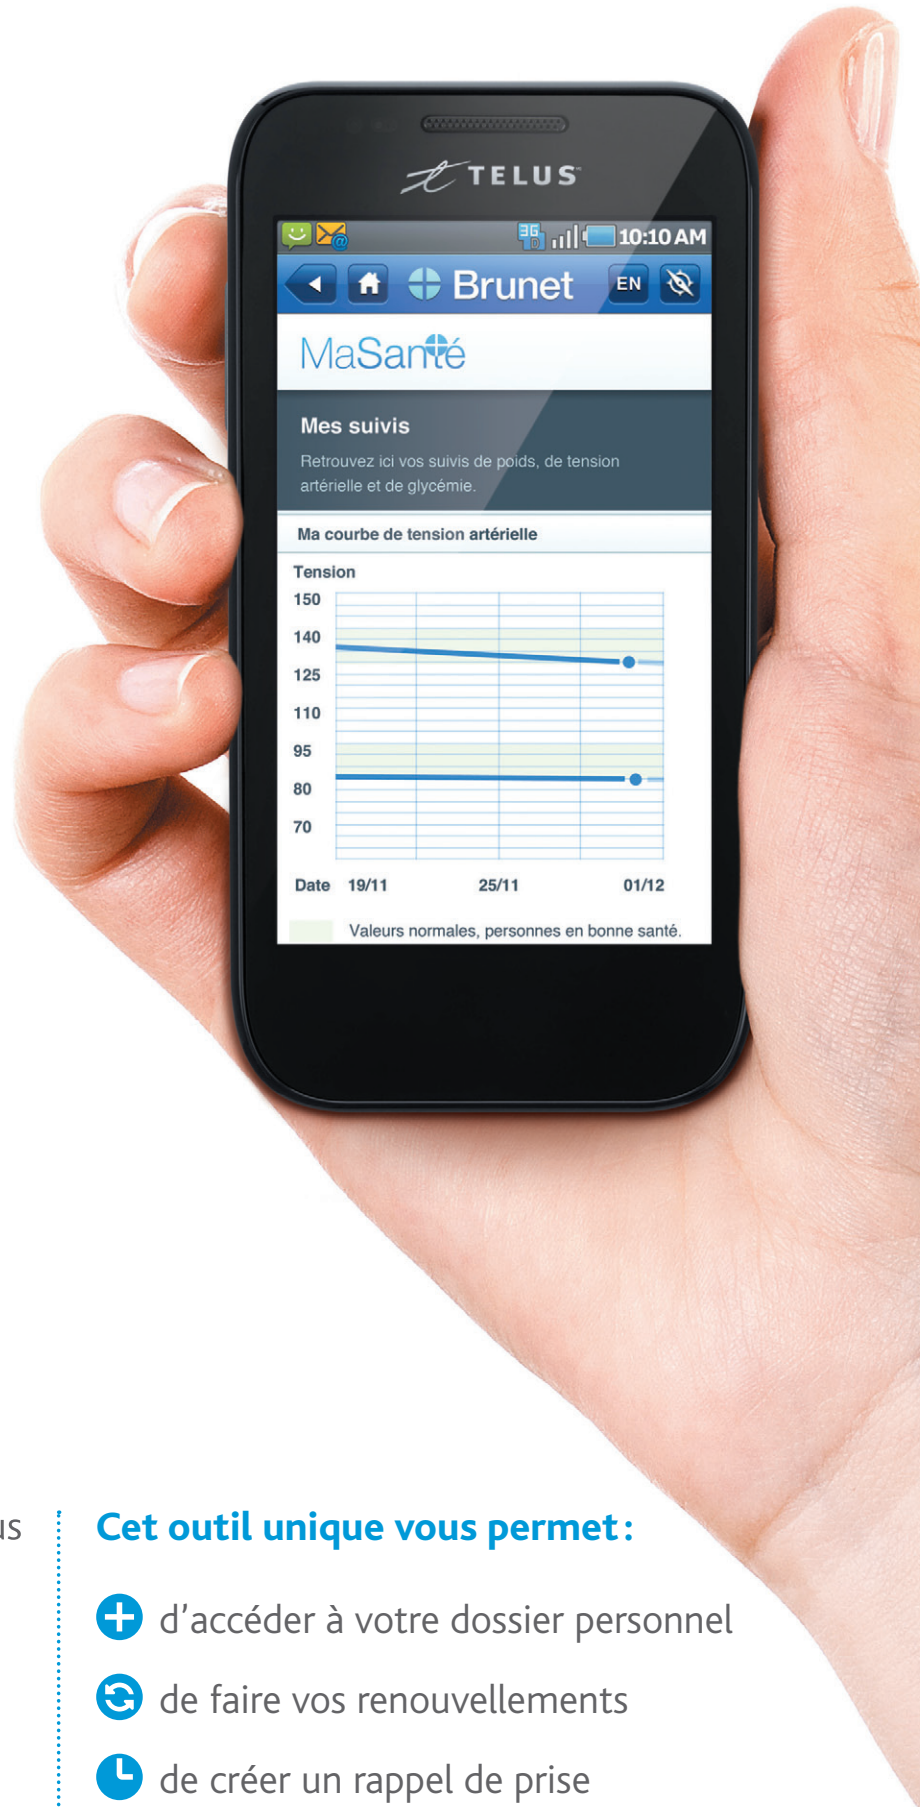 TELUS
3G
10:10 AM
Brunet
EN
MaSanté
Mes suivis
Retrouvez ici vos suivis de poids, de tension
artérielle et de glycémie.
Ma courbe de tension artérielle
Tension
150
140
125
110
95
80
70
Date 19/11 25/11 01/12
Valeurs normales, personnes en bonne santé.
Cet outil unique vous permet :
d'accéder à votre dossier personnel
de faire vos renouvellements
de créer un rappel de prise